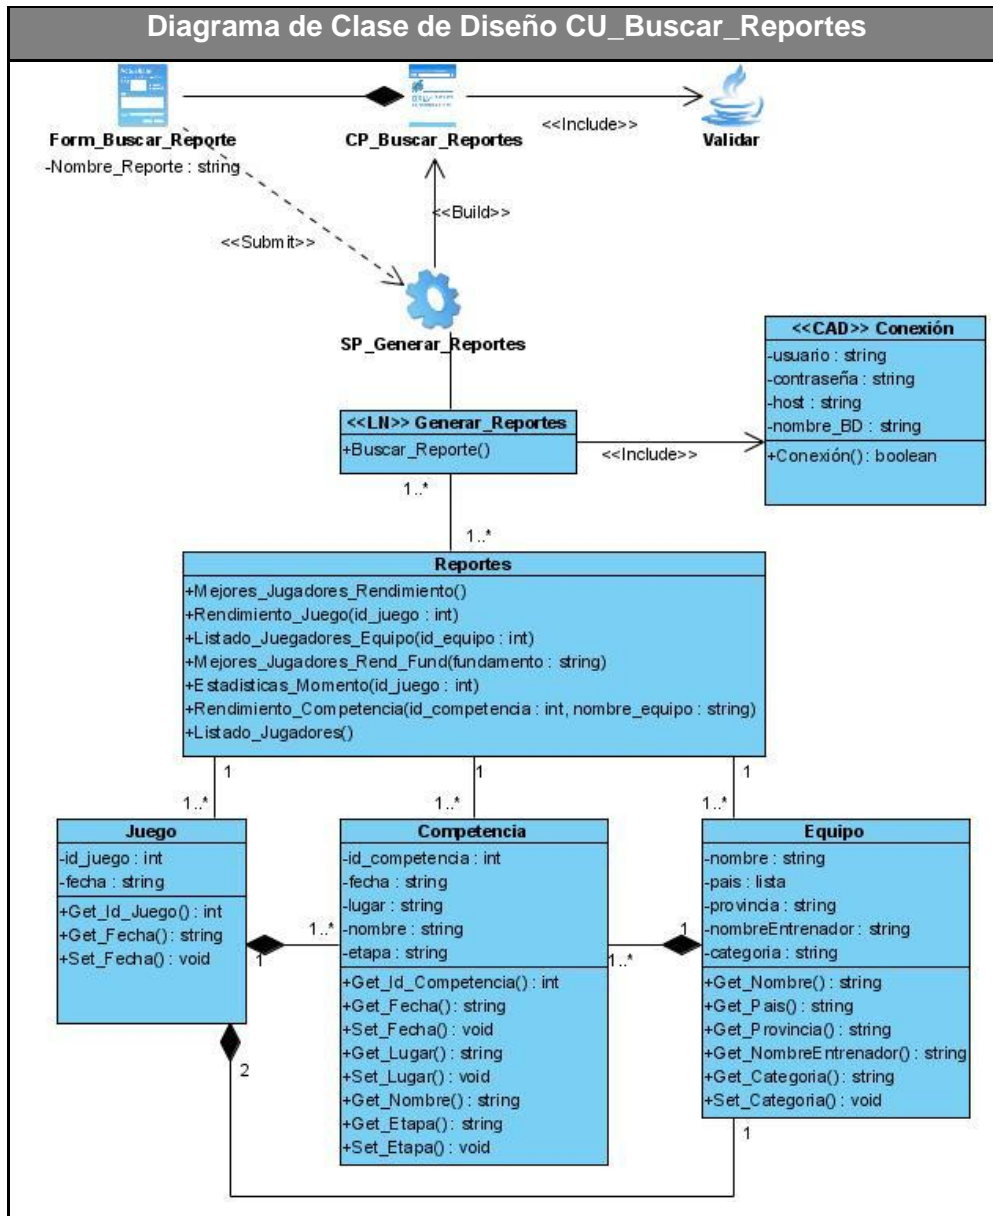 Diagrama de Clase de Diseño CU_Buscar_Reportes
Form_Buscar_Reporte
-Nombre_Reporte : string
CP_Buscar_Reportes
<<Include>>
Validar
<<Build>>
<<Submit>>
SP_Generar_Reportes
<<CAD>> Conexión
-usuario : string
-contraseña : string
-host : string
-nombre_BD : string
+Conexión() : boolean
<<LN>> Generar_Reportes
+Buscar_Reporte()
<<Include>>
1..*
1..*
Reportes
+Mejores_Jugadores_Rendimiento()
+Rendimiento_Juego(id_juego : int)
+Listado_Juegadores_Equipo(id_equipo : int)
+Mejores_Jugadores_Rend_Fund(fundamento : string)
+Estadisticas_Momento(id_juego : int)
+Rendimiento_Competencia(id_competencia : int, nombre_equipo : string)
+Listado_Jugadores()
1
1
1
1..*
1..*
1..*
Juego
-id_juego : int
-fecha : string
+Get_Id_Juego() : int
+Get_Fecha() : string
+Set_Fecha() : void
1
1..*
2
Competencia
-id_competencia : int
-fecha : string
-lugar : string
-nombre : string
-etapa : string
+Get_Id_Competencia() : int
+Get_Fecha() : string
+Set_Fecha() : void
+Get_Lugar() : string
+Set_Lugar() : void
+Get_Nombre() : string
+Get_Etapa() : string
+Set_Etapa() : void
1..*
1
Equipo
-nombre : string
-pais : lista
-provincia : string
-nombreEntrenador : string
-categoria : string
+Get_Nombre() : string
+Get_Pais() : string
+Get_Provincia() : string
+Get_NombreEntrenador() : string
+Get_Categoria() : string
+Set_Categoria() : void
1